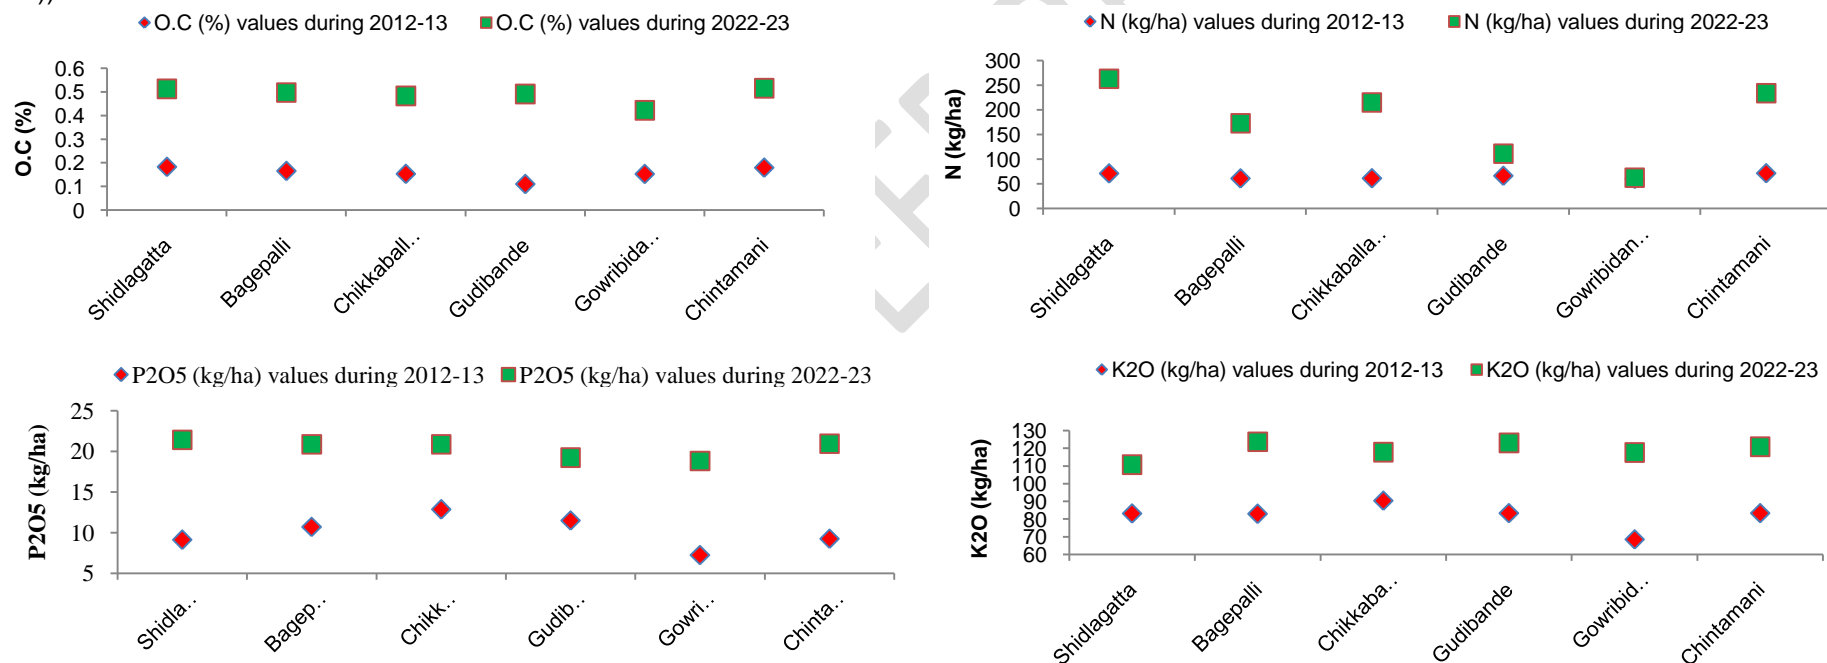 O.C (%) values during 2012-13 O.C (%) values during 2022-23
O.C (%)
0.6
0.5
0.4
0.3
0.2
0.1
0
Shidlagatta
Bagepalli
Chikkaball..
Gudibande
Gowribida..
Chintamani
N (kg/ha) values during 2012-13 N (kg/ha) values during 2022-23
N (kg/ha)
300
250
200
150
100
50
0
Shidlagatta
Bagepalli
Chikkaballa..
Gudibande
Gowribidan..
Chintamani
P2O5 (kg/ha) values during 2012-13 P2O5 (kg/ha) values during 2022-23
P2O5 (kg/ha)
25
20
15
10
5
Shidla..
Bagep..
Chikk..
Gudib..
Gowri..
Chinta..
K2O (kg/ha) values during 2012-13 K2O (kg/ha) values during 2022-23
K2O (kg/ha)
130
120
110
100
90
80
70
60
Shidlagatta
Bagepalli
Chikkaba..
Gudibande
Gowribid..
Chintamani